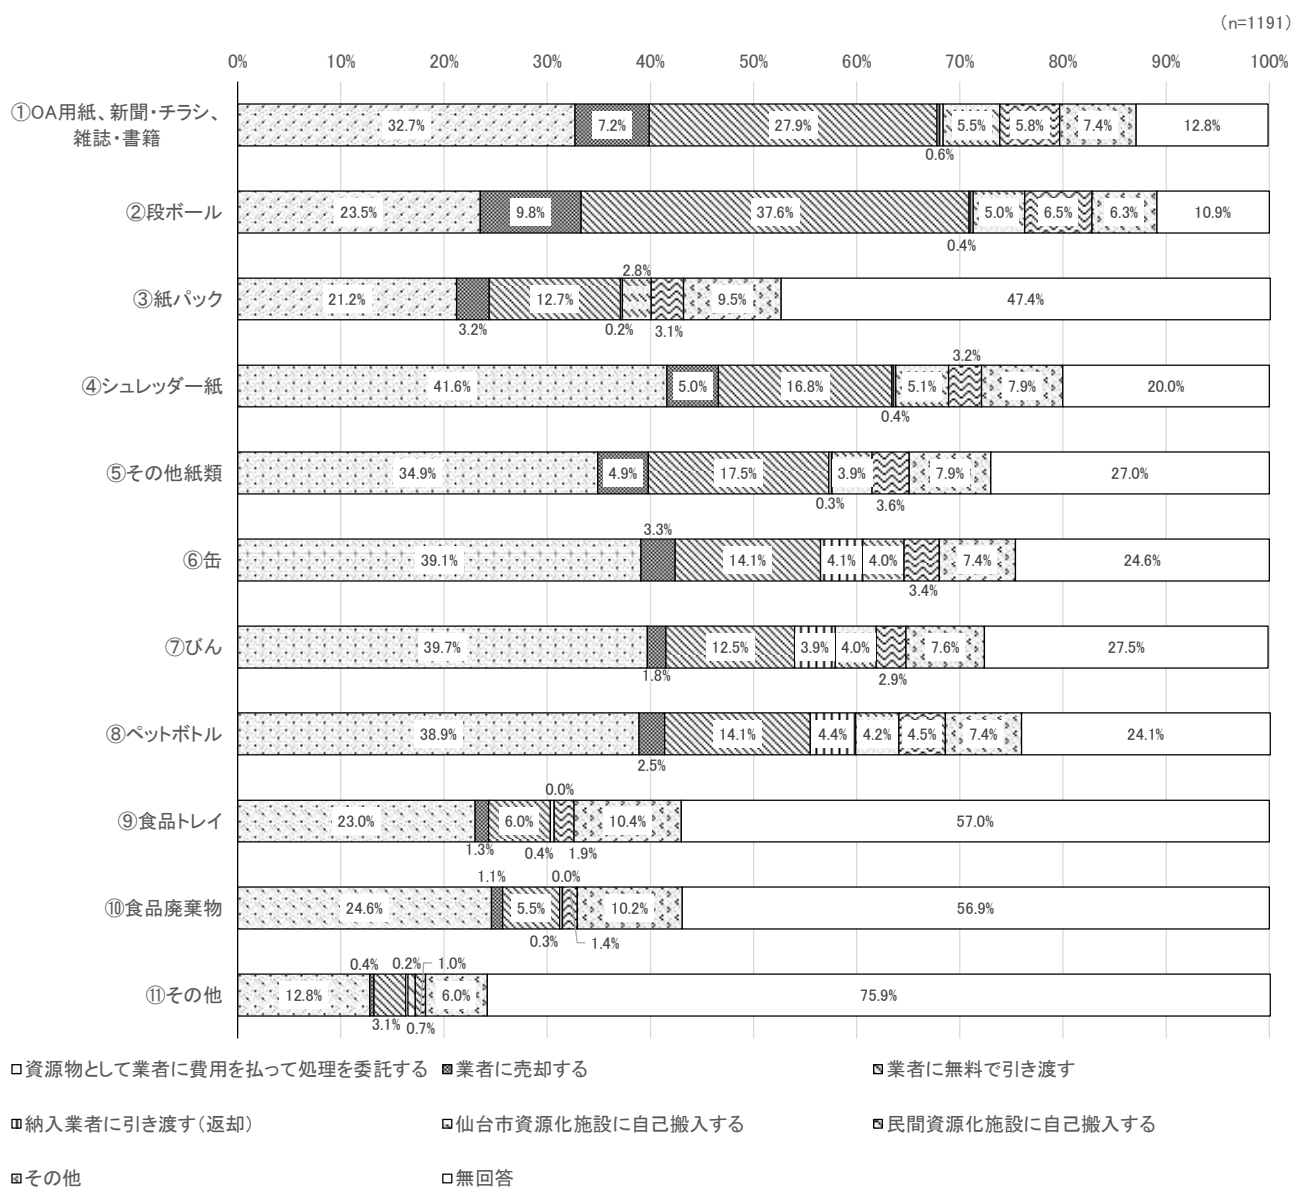 （n=1191）
0% 10% 20% 30% 40% 50% 60% 70% 80% 90% 100%
①OA用紙、新聞・チラシ、
雑誌・書籍
32.7% 7.2% 27.9% 5.5% 5.8% 7.4% 12.8%
0.6%
②段ボール 23.5% 9.8% 37.6% 5.0% 6.5% 6.3% 10.9%
0.4%
2.8%
③紙パック 21.2% 12.7% 9.5% 47.4%
3.2% 0.2% 3.1%
3.2%
④シュレッダー紙 41.6% 5.0% 16.8% 5.1% 7.9% 20.0%
0.4%
⑤その他紙類 34.9% 4.9% 17.5% 3.9% 7.9% 27.0%
0.3% 3.6%
3.3%
⑥缶 39.1% 14.1% 4.1% 4.0% 7.4% 24.6%
3.4%
⑦びん 39.7% 12.5% 3.9% 4.0% 7.6% 27.5%
1.8% 2.9%
⑧ペットボトル 38.9% 14.1% 4.4% 4.2% 4.5% 7.4% 24.1%
2.5%
0.0%
⑨食品トレイ 23.0% 6.0% 10.4% 57.0%
1.3% 0.4% 1.9%
1.1% 0.0%
⑩食品廃棄物 24.6% 5.5% 10.2% 56.9%
0.3% 1.4%
0.4% 0.2% 1.0%
⑪その他 12.8% 6.0% 75.9%
3.1% 0.7%
資源物として業者に費用を払って処理を委託する 業者に売却する 業者に無料で引き渡す
納入業者に引き渡す（返却） 仙台市資源化施設に自己搬入する 民間資源化施設に自己搬入する
その他 無回答